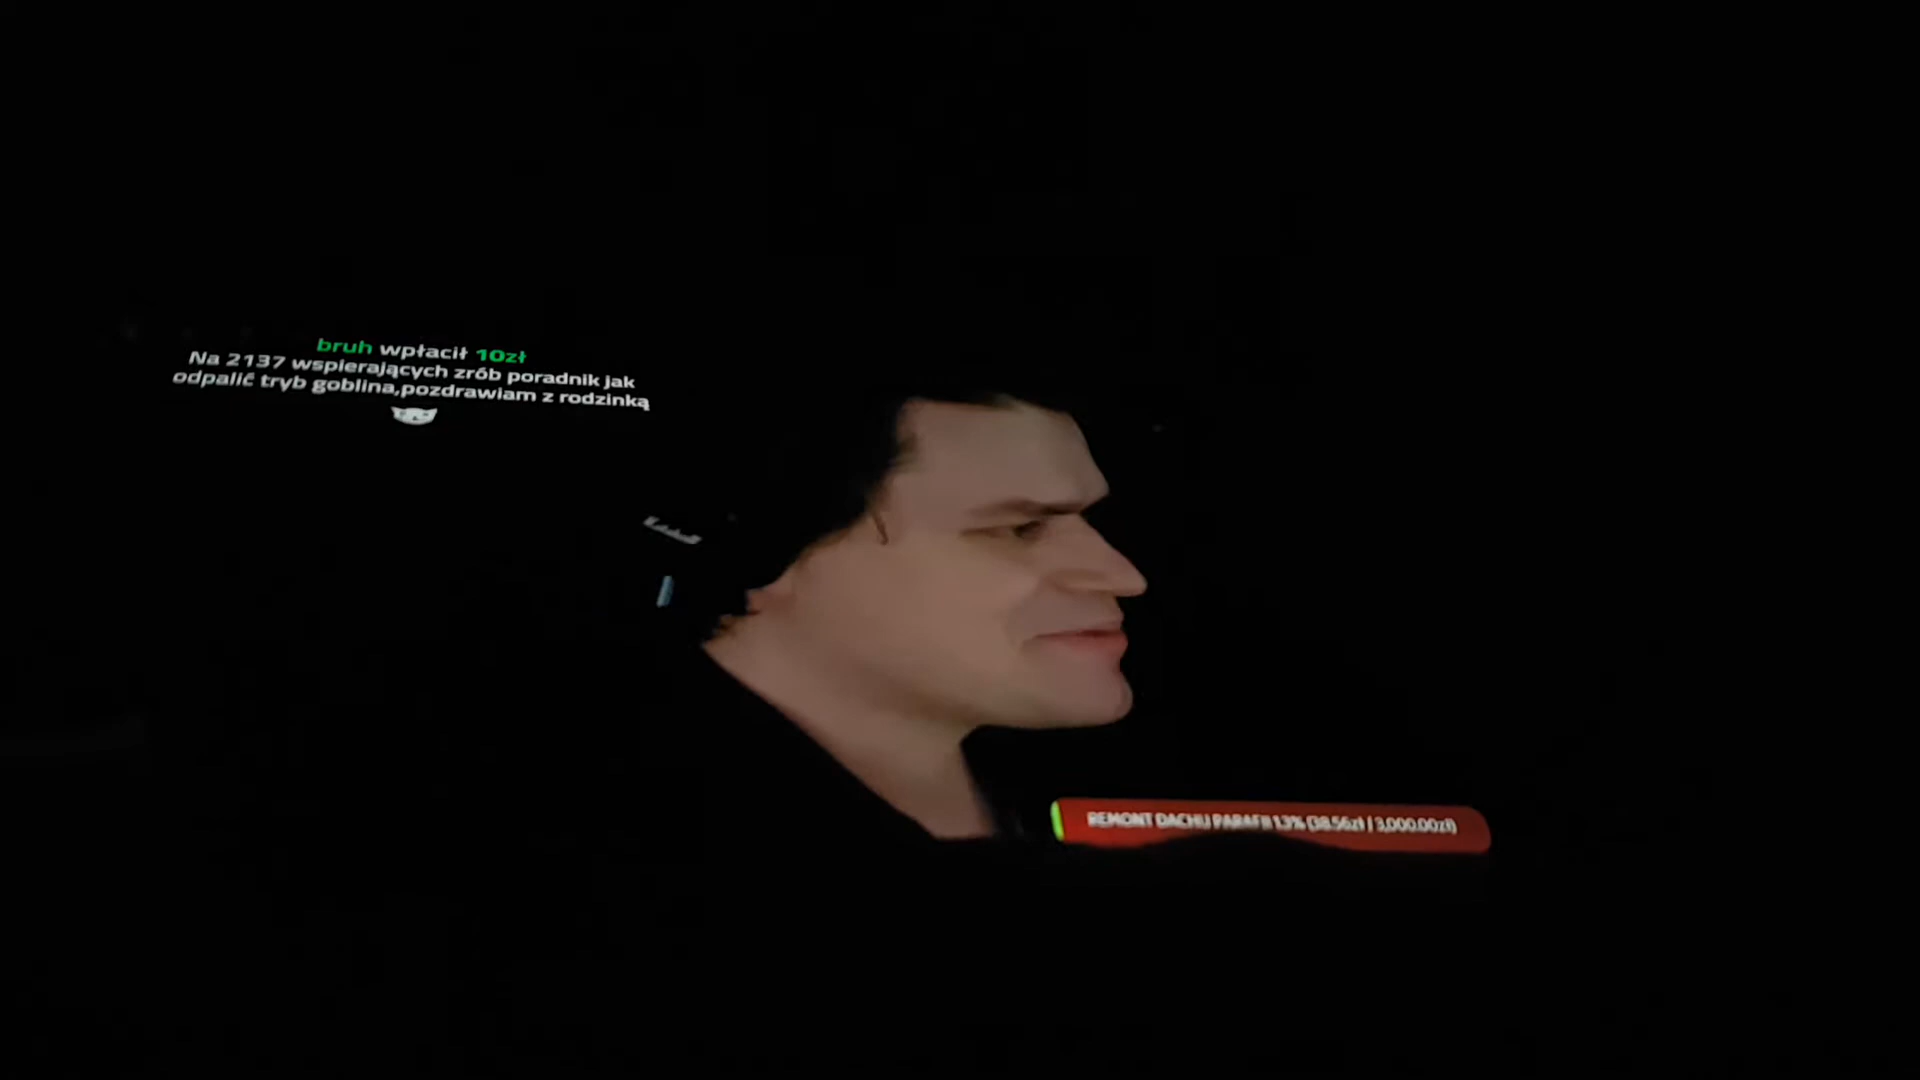 bruh wpłacił 10zł
Na 2137 wspierających zrób poradnik jak
odpalić tryb goblina,pozdrawiam z rodzinką
REMONT DACHU PARAFII 1.3% (38.56zł / 3,000.00zł)